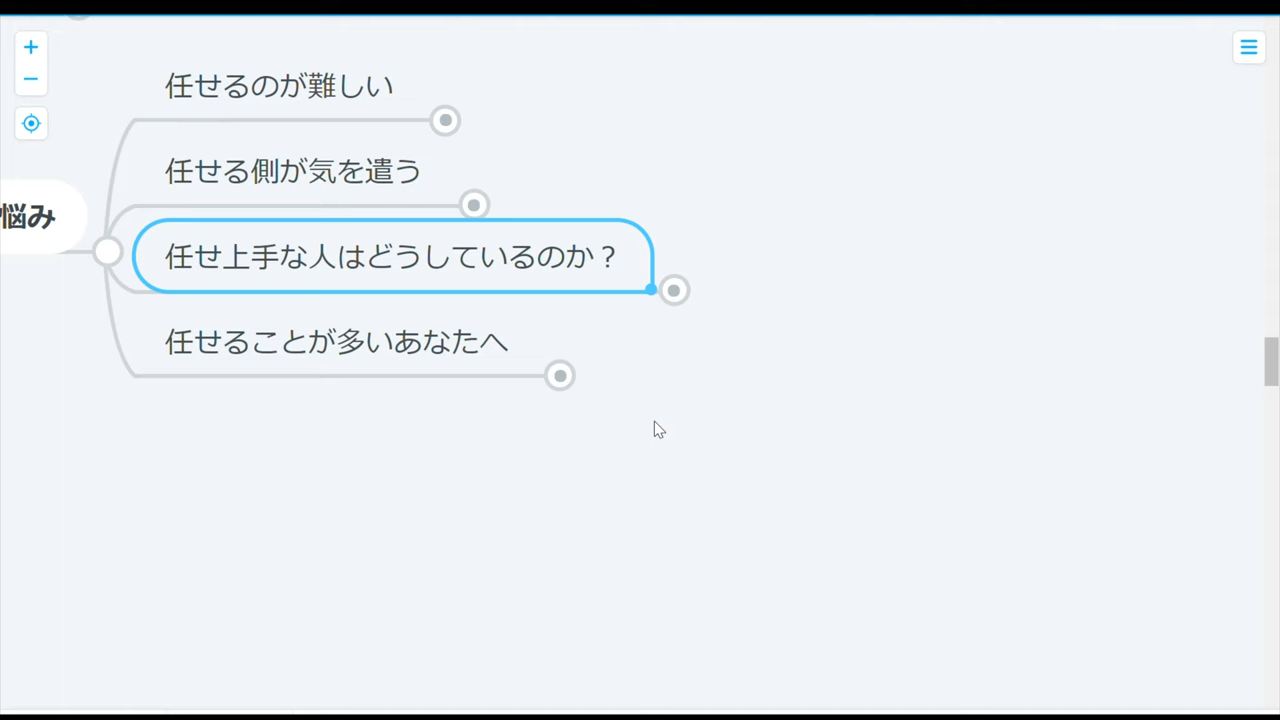 任せるのが難しい
任せる側が気を遣う
悩み
任せ上手な人はどうしているのか？
任せることが多いあなたへ